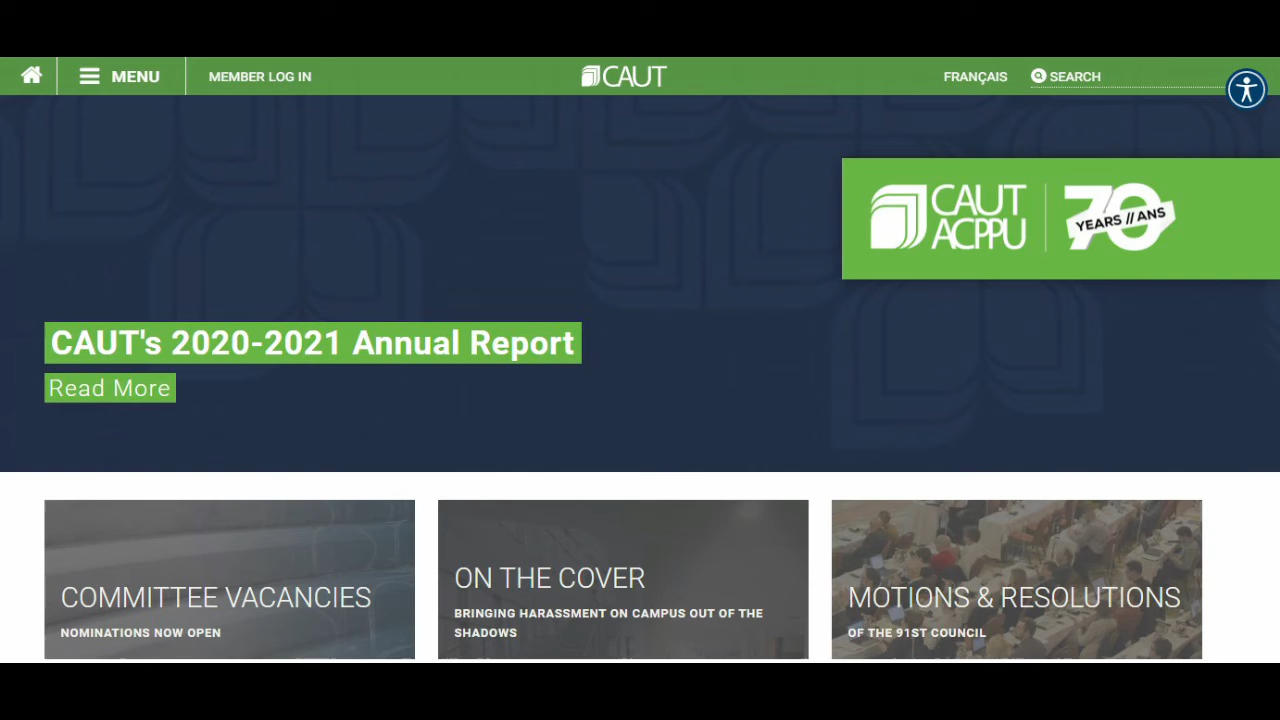 MENU
MEMBER LOG IN
CAUT
FRANÇAIS
SEARCH
CAUT
ACPPU
70
YEARS // ANS
CAUT's 2020-2021 Annual Report
Read More
COMMITTEE VACANCIES
NOMINATIONS NOW OPEN
ON THE COVER
BRINGING HARASSMENT ON CAMPUS OUT OF THE
SHADOWS
MOTIONS & RESOLUTIONS
OF THE 91ST COUNCIL